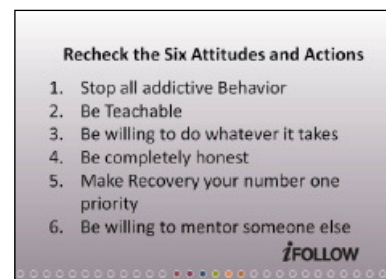 Recheck the Six Attitudes and Actions
1. Stop all addictive Behavior
2. Be Teachable
3. Be willing to do whatever it takes
4. Be completely honest
5. Make Recovery your number one
priority
6. Be willing to mentor someone else
iFOLLOW